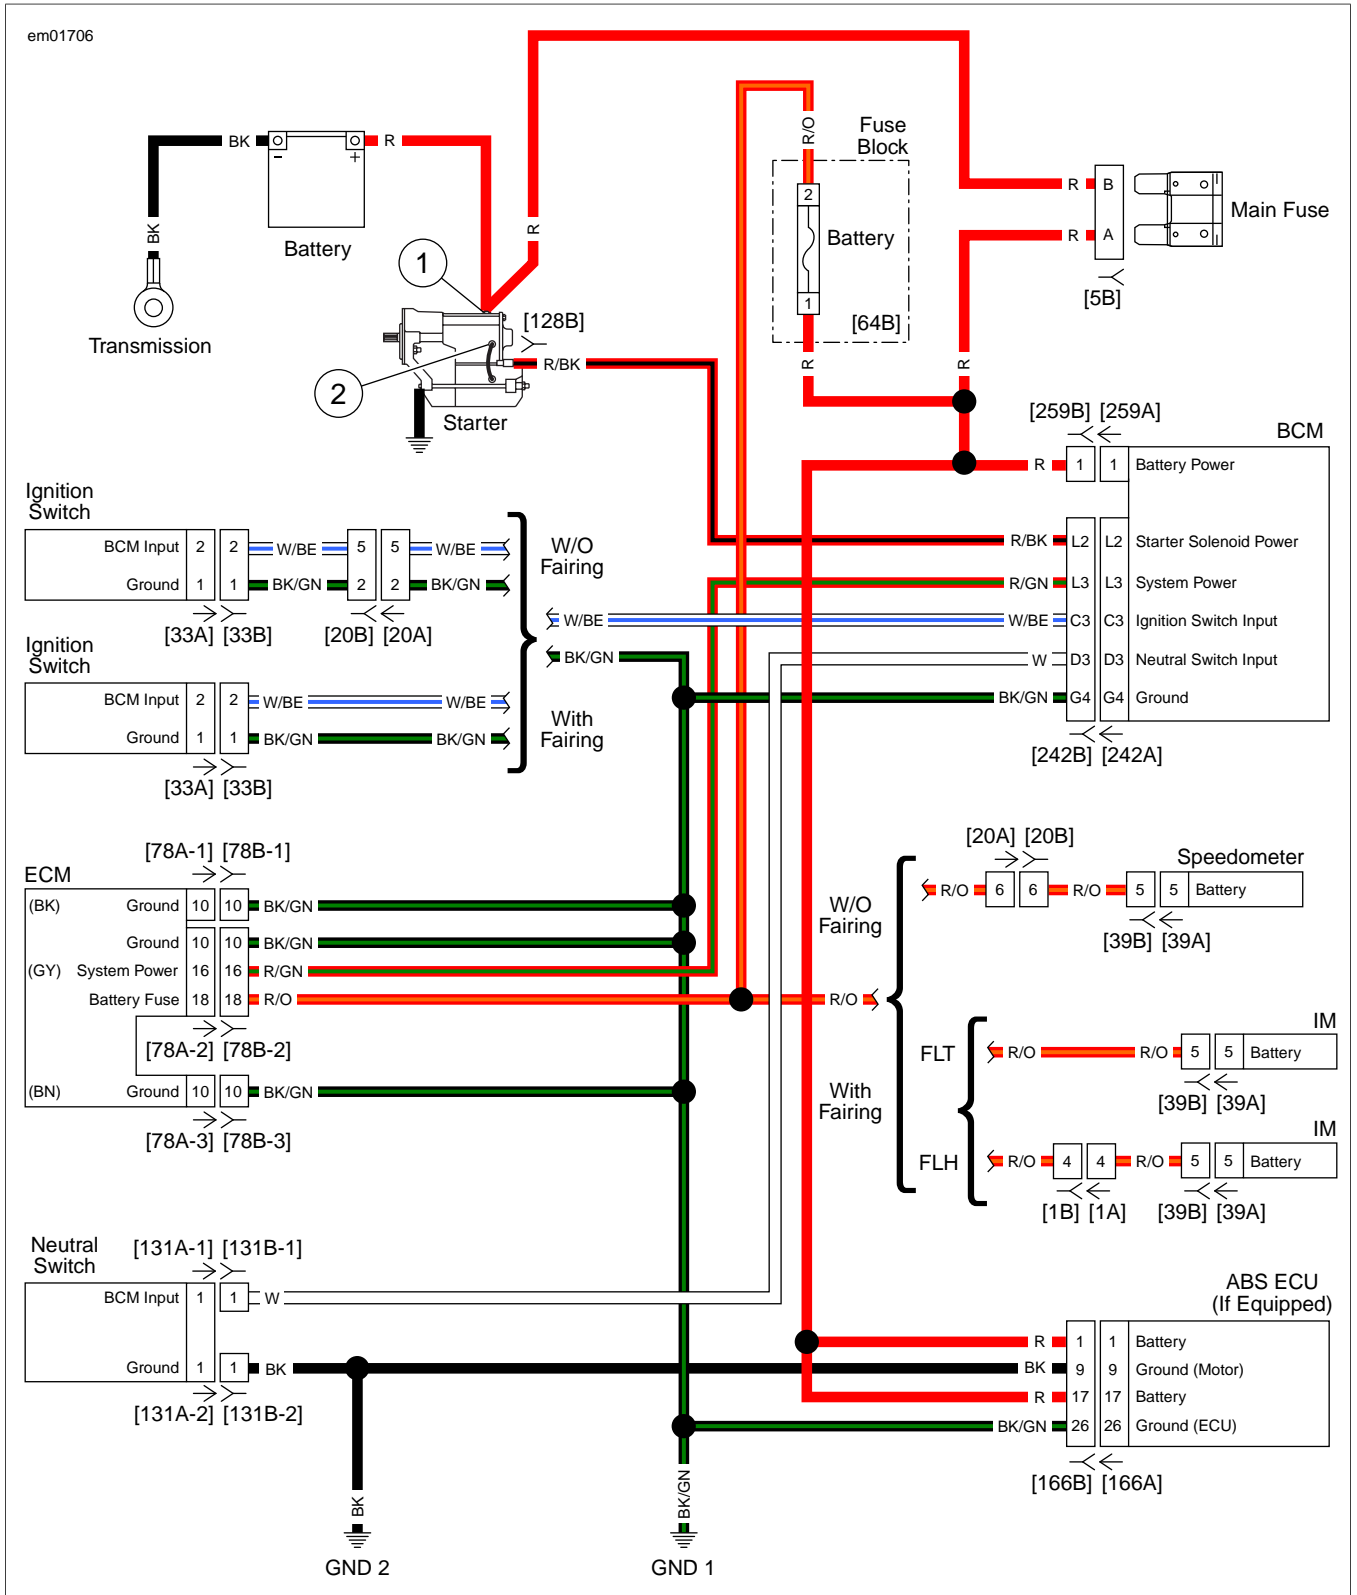 em01706
BK
R
- +
Battery
BK
Transmission
1
2
Starter
[128B]
R/BK
R
R/O
Fuse
Block
2
Battery
1
[64B]
R
R B
R A
Main Fuse
[5B]
R
[259B] [259A]
BCM
R 1 1 Battery Power
R/BK L2 L2 Starter Solenoid Power
R/GN L3 L3 System Power
W/BE W/BE C3 C3 Ignition Switch Input
BK/GN
W D3 D3 Neutral Switch Input
BK/GN G4 G4 Ground
[242B] [242A]
Ignition
Switch
BCM Input 2 2 W/BE 5 5 W/BE
Ground 1 1 BK/GN 2 2 BK/GN
[33A] [33B] [20B] [20A]
W/O
Fairing
Ignition
Switch
BCM Input 2 2 W/BE W/BE
Ground 1 1 BK/GN BK/GN
[33A] [33B]
With
Fairing
[78A-1] [78B-1]
ECM
(BK) Ground 10 10 BK/GN
Ground 10 10 BK/GN
(GY) System Power 16 16 R/GN
Battery Fuse 18 18 R/O R/O
[78A-2] [78B-2]
(BN) Ground 10 10 BK/GN
[78A-3] [78B-3]
W/O
Fairing
[20A] [20B]
Speedometer
R/O 6 6 R/O 5 5 Battery
[39B] [39A]
With
Fairing
FLT
IM
R/O R/O 5 5 Battery
[39B] [39A]
FLH
IM
R/O 4 4 R/O 5 5 Battery
[1B] [1A] [39B] [39A]
Neutral
Switch
[131A-1] [131B-1]
BCM Input 1 1 W
Ground 1 1 BK
[131A-2] [131B-2]
ABS ECU
(If Equipped)
R 1 1 Battery
BK 9 9 Ground (Motor)
R 17 17 Battery
BK/GN 26 26 Ground (ECU)
[166B] [166A]
BK
GND 2
BK/GN
GND 1